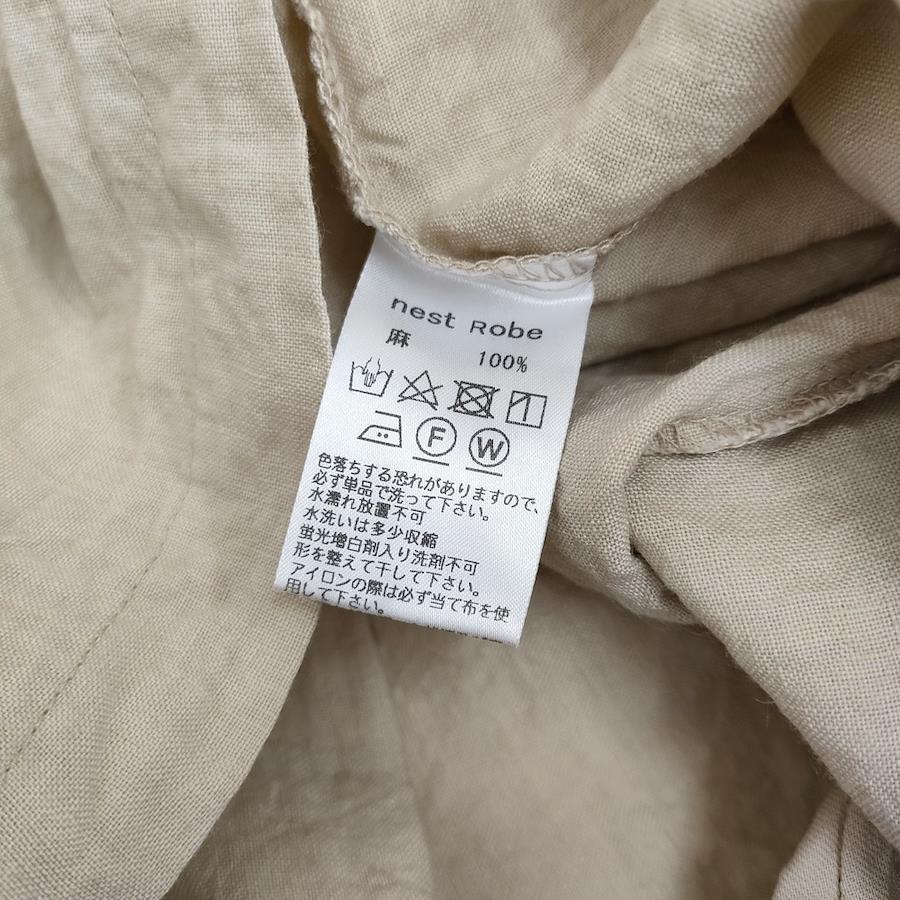 nest Robe
麻 100%
F W
色落ちする恐れがありますので、
必ず単品で洗って下さい。
水濡れ放置不可
水洗いは多少収縮
蛍光増白剤入り洗剤不可
形を整えて干して下さい。
アイロンの際は必ず当て布を使
用して下さい。